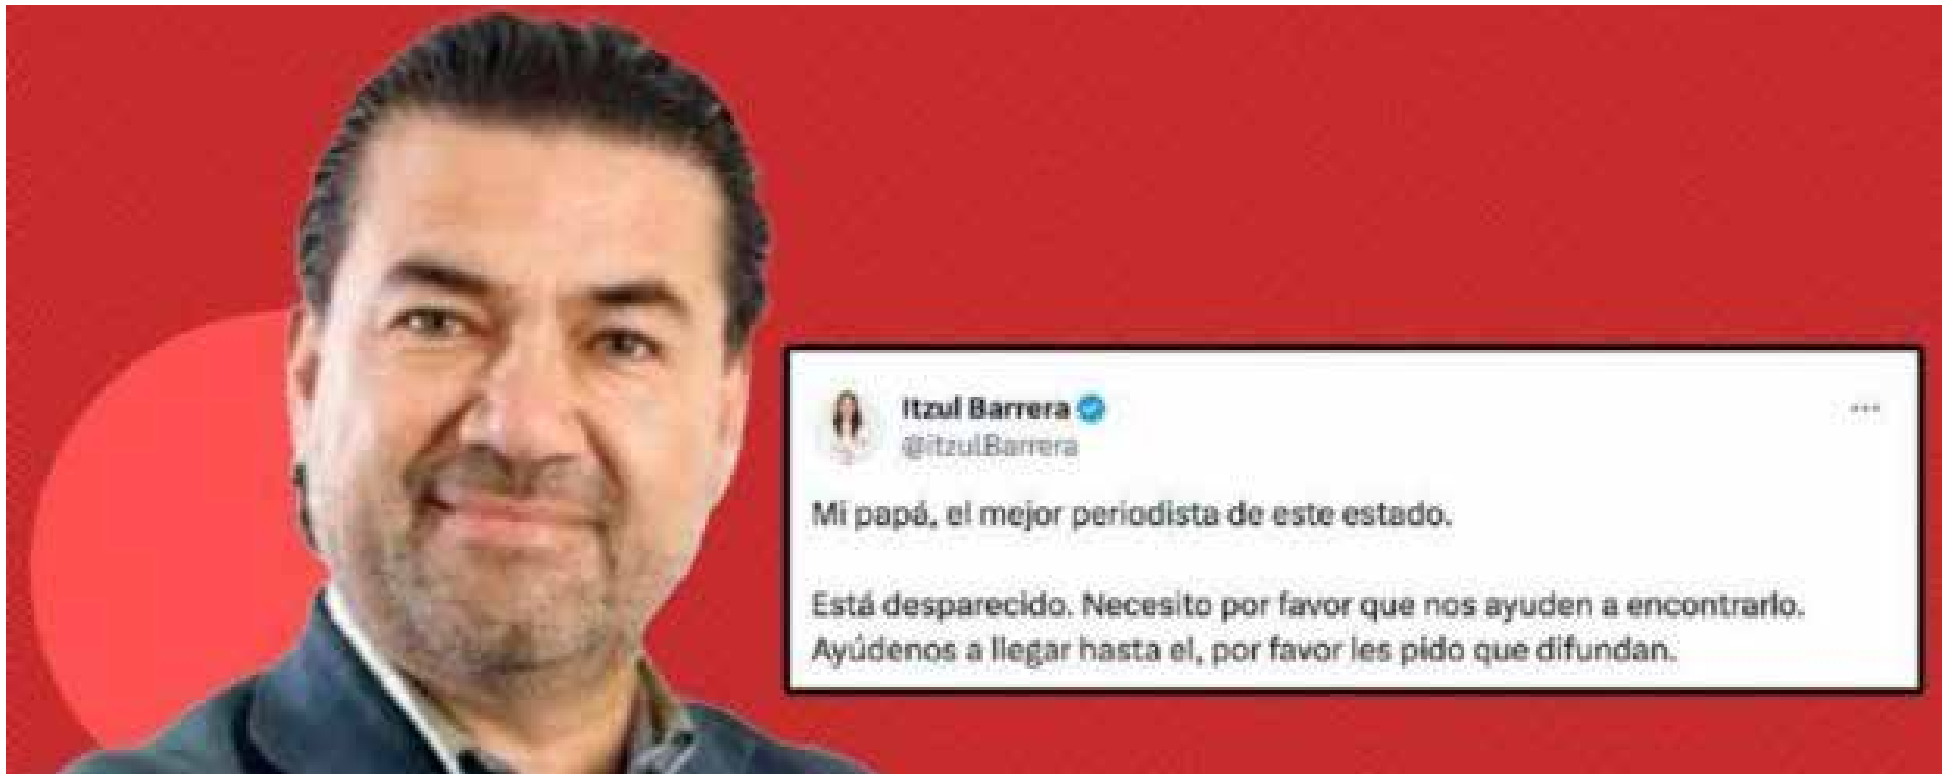 Itzul Barrera
@itzulBarrera
Mi papá, el mejor periodista de este estado.
Está desparecido. Necesito por favor que nos ayuden a encontrarlo.
Ayúdenos a llegar hasta el, por favor les pido que difundan.